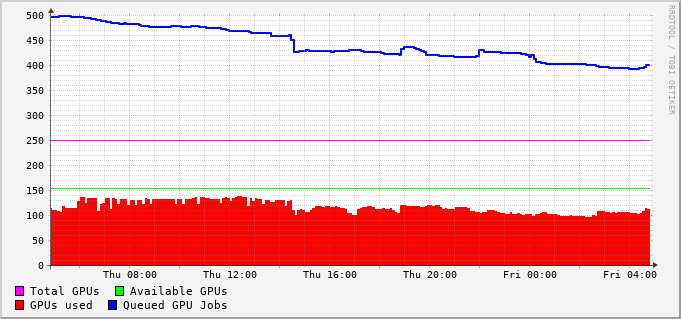 500
450
400
350
300
250
200
150
100
50
0
Thu 08:00 Thu 12:00 Thu 16:00 Thu 20:00 Fri 00:00 Fri 04:00
Total GPUs Available GPUs
GPUs used Queued GPU Jobs
RRDTOOL / TOBI OETIKER